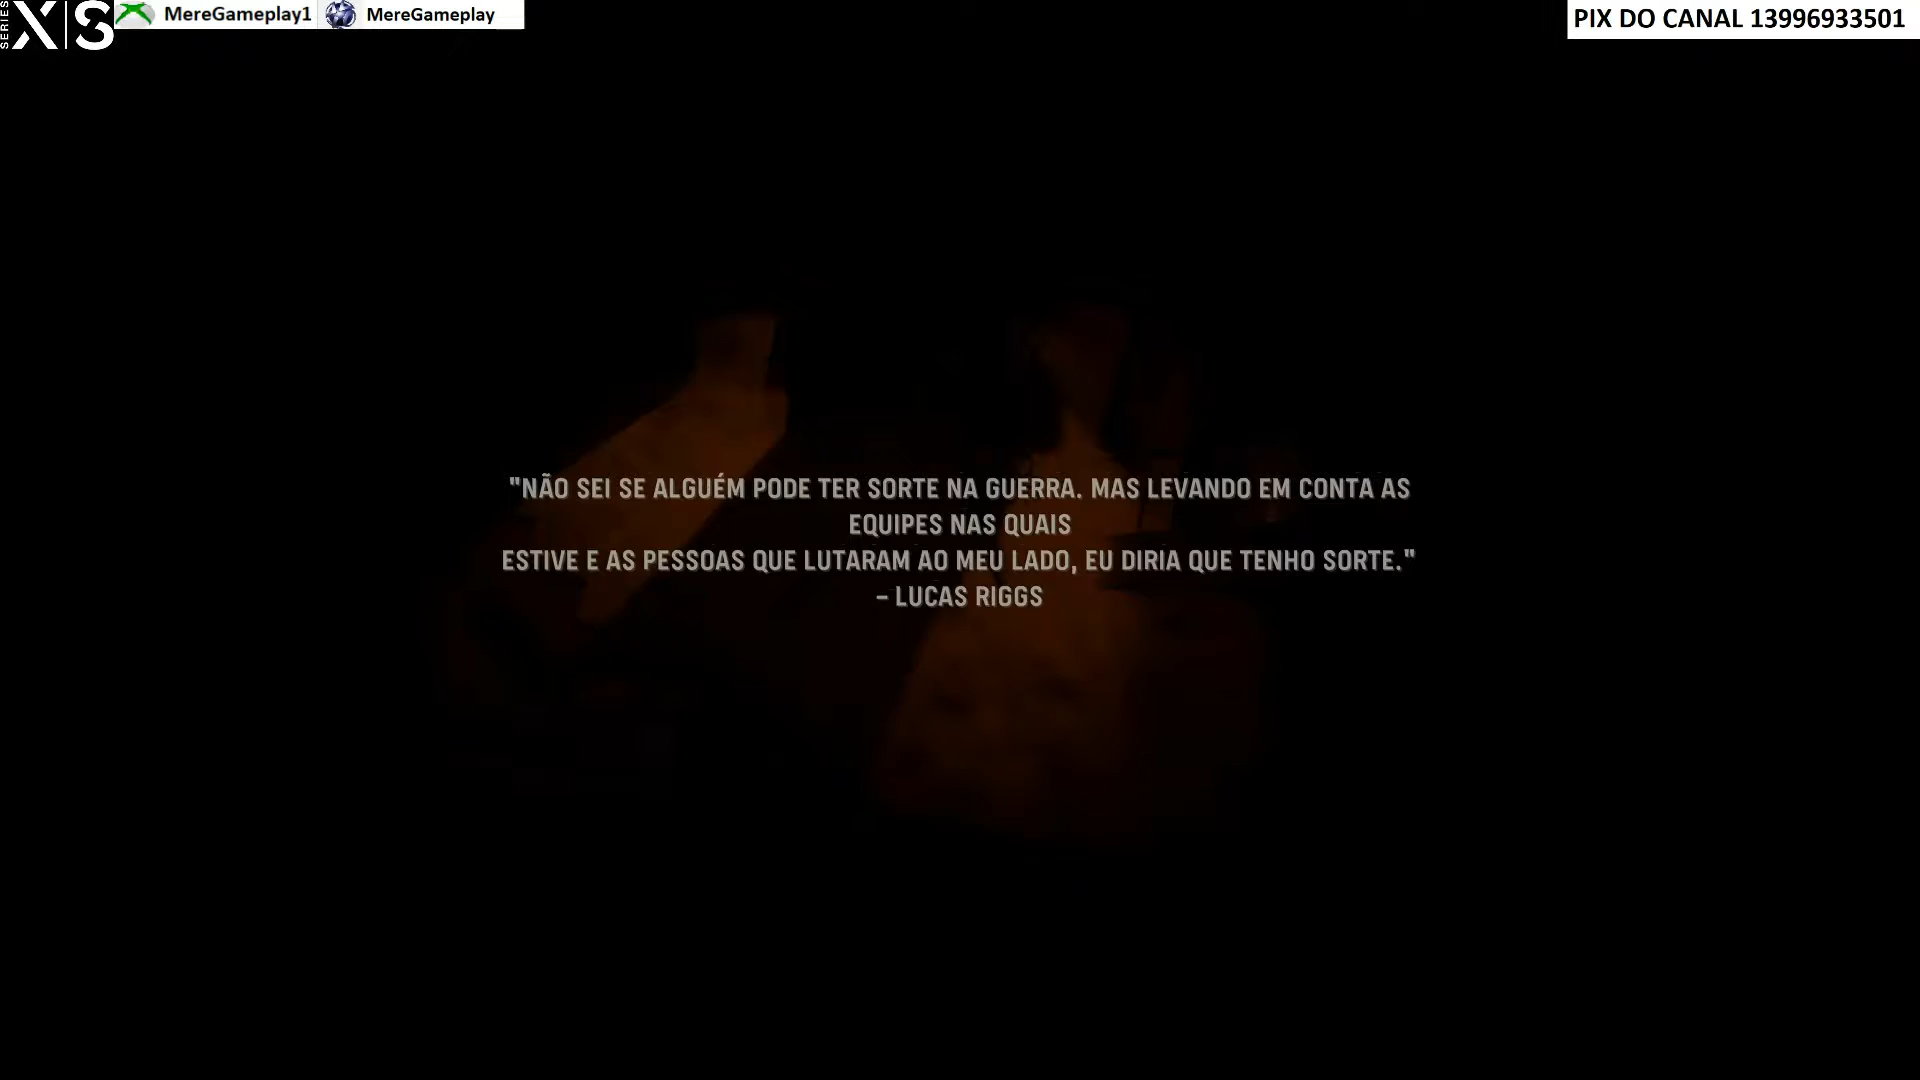 SERIES X|S MereGameplay1 MereGameplay PIX DO CANAL 13996933501
"NÃO SEI SE ALGUÉM PODE TER SORTE NA GUERRA. MAS LEVANDO EM CONTA AS
EQUIPES NAS QUAIS
ESTIVE E AS PESSOAS QUE LUTARAM AO MEU LADO, EU DIRIA QUE TENHO SORTE."
– LUCAS RIGGS